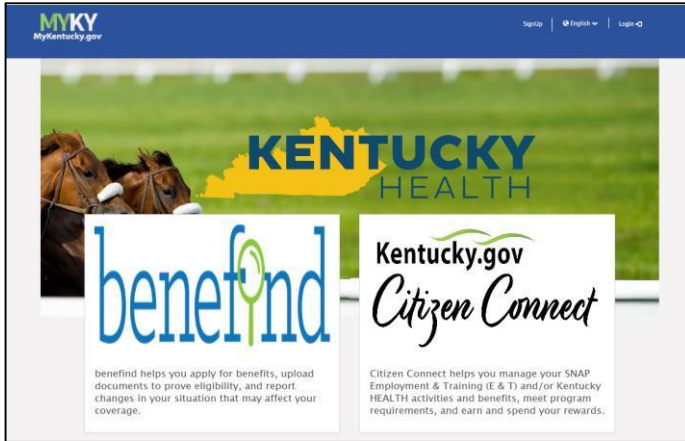 MYKY
MyKentucky.gov
SignUp
English
Login
KENTUCKY
HEALTH
benefind
benefind helps you apply for benefits, upload
documents to prove eligibility, and report
changes in your situation that may affect your
coverage.
Kentucky.gov
Citizen Connect
Citizen Connect helps you manage your SNAP
Employment & Training (E & T) and/or Kentucky
HEALTH activities and benefits, meet program
requirements, and earn and spend your rewards.